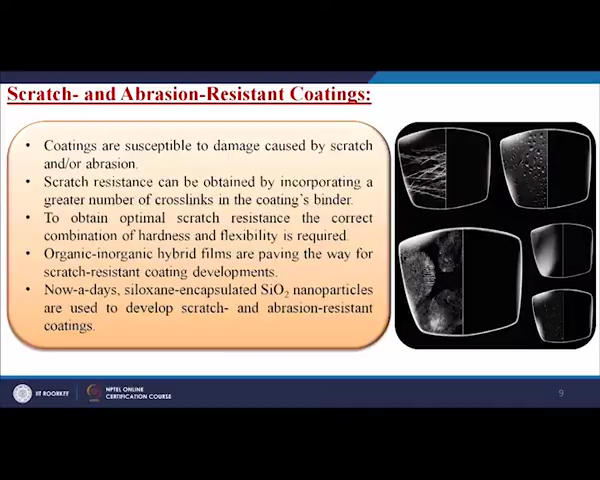 Scratch- and Abrasion-Resistant Coatings:
• Coatings are susceptible to damage caused by scratch
and/or abrasion.
• Scratch resistance can be obtained by incorporating a
greater number of crosslinks in the coating's binder.
• To obtain optimal scratch resistance the correct
combination of hardness and flexibility is required.
• Organic-inorganic hybrid films are paving the way for
scratch-resistant coating developments.
• Now-a-days, siloxane-encapsulated SiO₂ nanoparticles
are used to develop scratch- and abrasion-resistant
coatings.
IIT ROORKEE
NPTEL ONLINE
CERTIFICATION COURSE
9